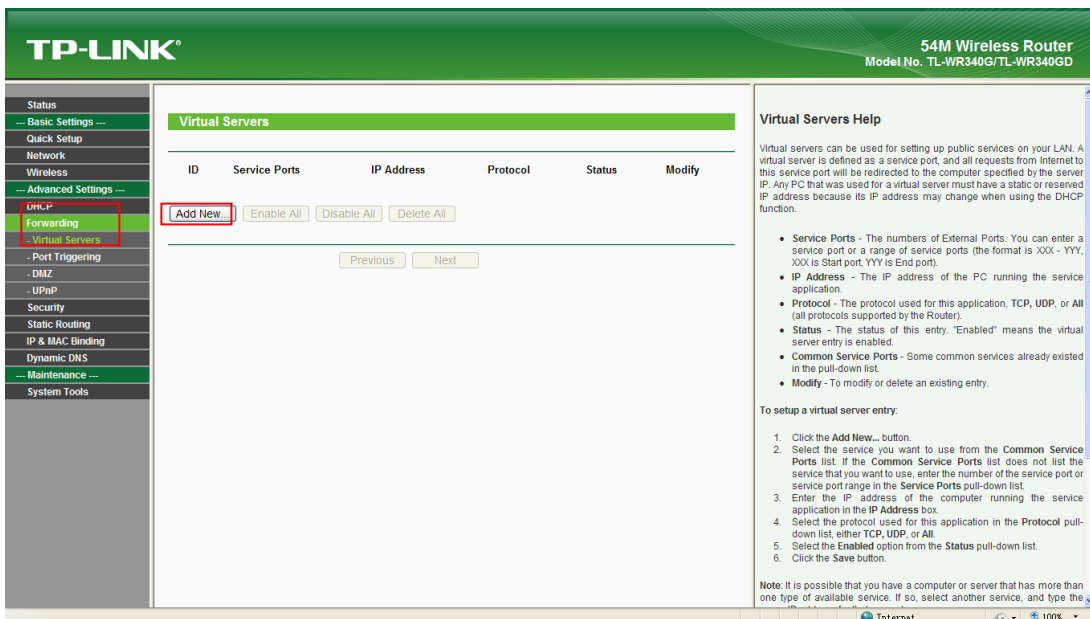 TP-LINK®
54M Wireless Router
Model No. TL-WR340G/TL-WR340GD
Status
--- Basic Settings ---
Quick Setup
Network
Wireless
--- Advanced Settings ---
DHCP
Forwarding
- Virtual Servers
- Port Triggering
- DMZ
- UPnP
Security
Static Routing
IP & MAC Binding
Dynamic DNS
--- Maintenance ---
System Tools
Virtual Servers
ID Service Ports IP Address Protocol Status Modify
Add New... Enable All Disable All Delete All
Previous Next
Virtual Servers Help
Virtual servers can be used for setting up public services on your LAN. A
virtual server is defined as a service port, and all requests from Internet to
this service port will be redirected to the computer specified by the server
IP. Any PC that was used for a virtual server must have a static or reserved
IP address because its IP address may change when using the DHCP
function.
• Service Ports - The numbers of External Ports. You can enter a
service port or a range of service ports (the format is XXX - YYY,
XXX is Start port, YYY is End port).
• IP Address - The IP address of the PC running the service
application.
• Protocol - The protocol used for this application, TCP, UDP, or All
(all protocols supported by the Router).
• Status - The status of this entry. "Enabled" means the virtual
server entry is enabled.
• Common Service Ports - Some common services already existed
in the pull-down list.
• Modify - To modify or delete an existing entry.
To setup a virtual server entry:
1. Click the Add New... button.
2. Select the service you want to use from the Common Service
Ports list. If the Common Service Ports list does not list the
service that you want to use, enter the number of the service port or
service port range in the Service Ports pull-down list.
3. Enter the IP address of the computer running the service
application in the IP Address box.
4. Select the protocol used for this application in the Protocol pull-
down list, either TCP, UDP, or All.
5. Select the Enabled option from the Status pull-down list.
6. Click the Save button.
Note: It is possible that you have a computer or server that has more than
one type of available service. If so, select another service, and type the
Internet 100%